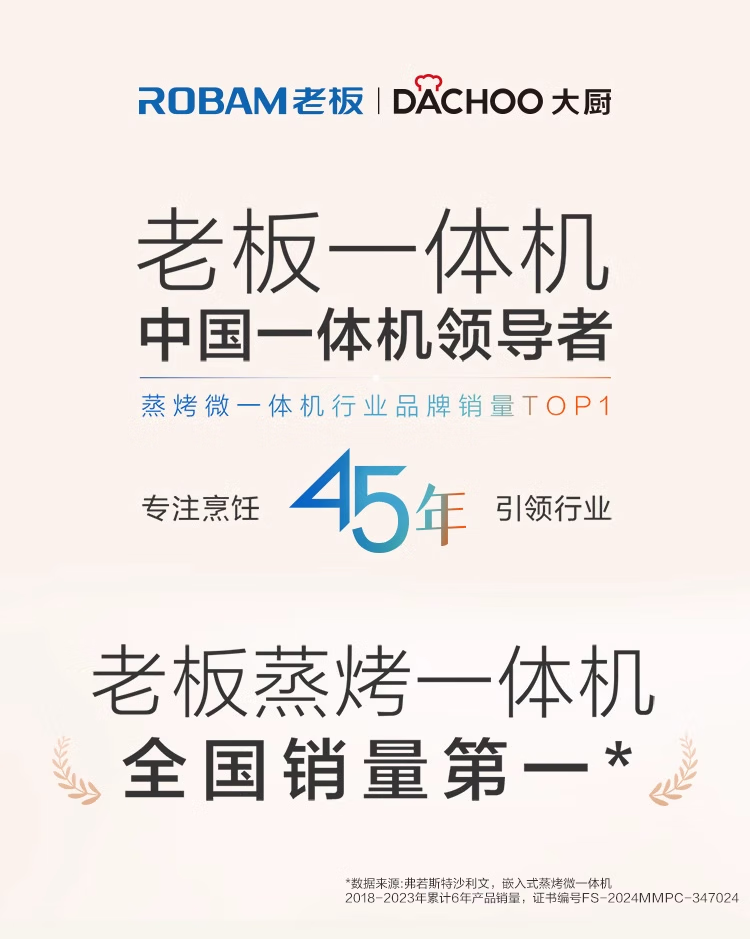 ROBAM老板 | DACHOO大厨
老板一体机
中国一体机领导者
蒸烤微一体机行业品牌销量TOP1
专注烹饪 45年 引领行业
老板蒸烤一体机
全国销量第一*
*数据来源:弗若斯特沙利文，嵌入式蒸烤微一体机
2018-2023年累计6年产品销量，证书编号FS-2024MMPC-347024